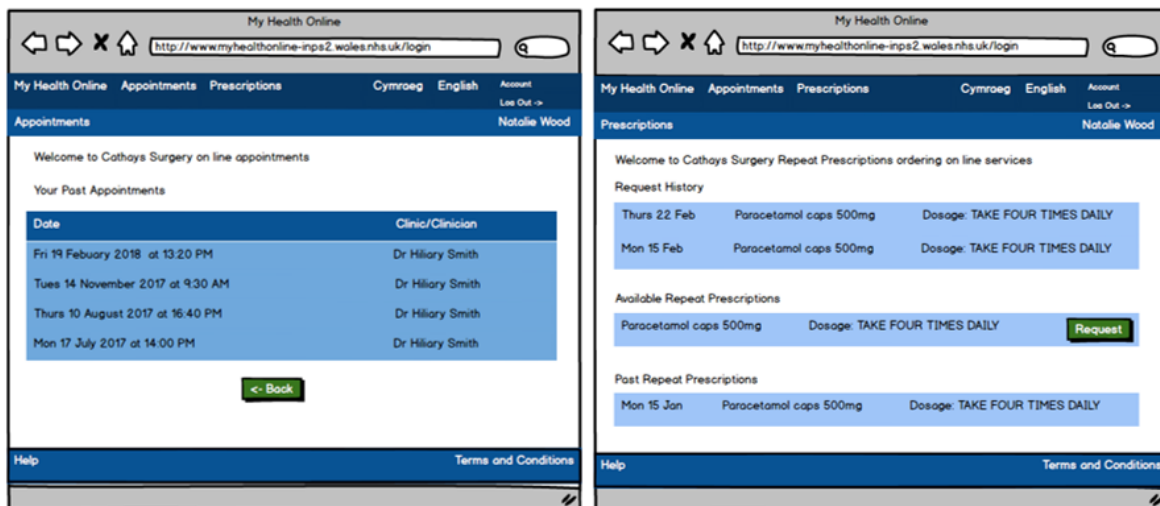 My Health Online
http://www.myhealthonline-inps2.wales.nhs.uk/login
My Health Online Appointments Prescriptions Cymraeg English Account
Log Out ->
Appointments Natalie Wood
Welcome to Cathays Surgery on line appointments
Your Past Appointments
Date Clinic/Clinician
Fri 19 Febuary 2018 at 13:20 PM Dr Hiliary Smith
Tues 14 November 2017 at 9:30 AM Dr Hiliary Smith
Thurs 10 August 2017 at 16:40 PM Dr Hiliary Smith
Mon 17 July 2017 at 14:00 PM Dr Hiliary Smith
<- Back
Help Terms and Conditions
My Health Online
http://www.myhealthonline-inps2.wales.nhs.uk/login
My Health Online Appointments Prescriptions Cymraeg English Account
Log Out ->
Prescriptions Natalie Wood
Welcome to Cathays Surgery Repeat Prescriptions ordering on line services
Request History
Thurs 22 Feb Paracetamol caps 500mg Dosage: TAKE FOUR TIMES DAILY
Mon 15 Feb Paracetamol caps 500mg Dosage: TAKE FOUR TIMES DAILY
Available Repeat Prescriptions
Paracetamol caps 500mg Dosage: TAKE FOUR TIMES DAILY Request
Past Repeat Prescriptions
Mon 15 Jan Paracetamol caps 500mg Dosage: TAKE FOUR TIMES DAILY
Help Terms and Conditions